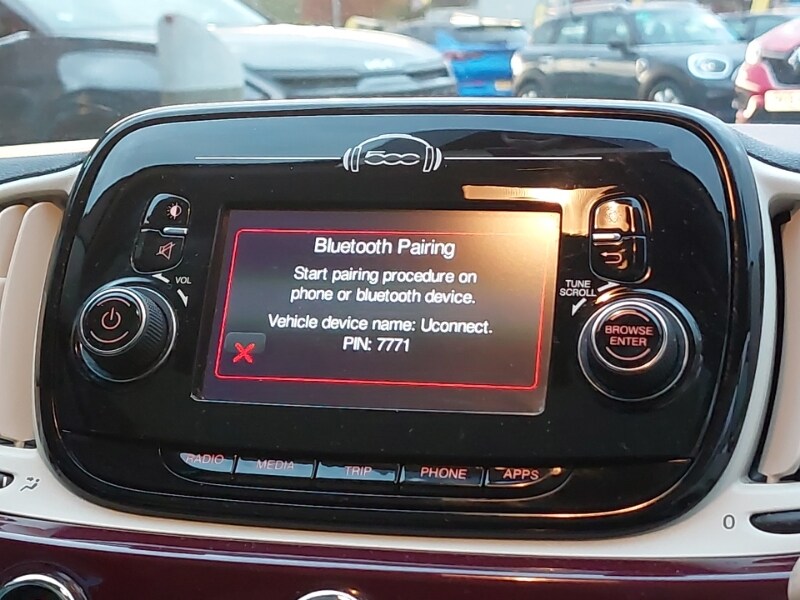 500
Bluetooth Pairing
Start pairing procedure on
phone or bluetooth device.
Vehicle device name: Uconnect.
PIN: 7771
VOL
TUNE
SCROLL
BROWSE
ENTER
RADIO
MEDIA
TRIP
PHONE
APPS
0